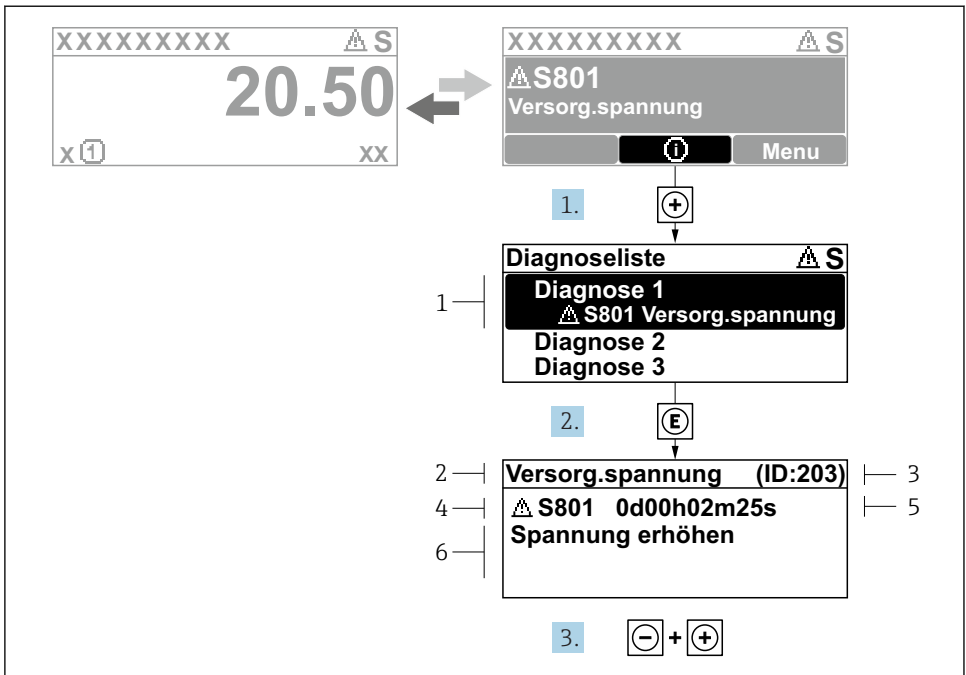 XXXXXXXXX ⚠ S
20.50
X ① XX
XXXXXXXXX ⚠ S
⚠ S801
Versorg.spannung
ⓘ Menu
1. ⊕
Diagnoseliste ⚠ S
1
Diagnose 1
⚠ S801 Versorg.spannung
Diagnose 2
Diagnose 3
2. Ⓔ
2 Versorg.spannung (ID:203) 3
4 ⚠ S801 0d00h02m25s 5
6 Spannung erhöhen
3. ⊖ + ⊕